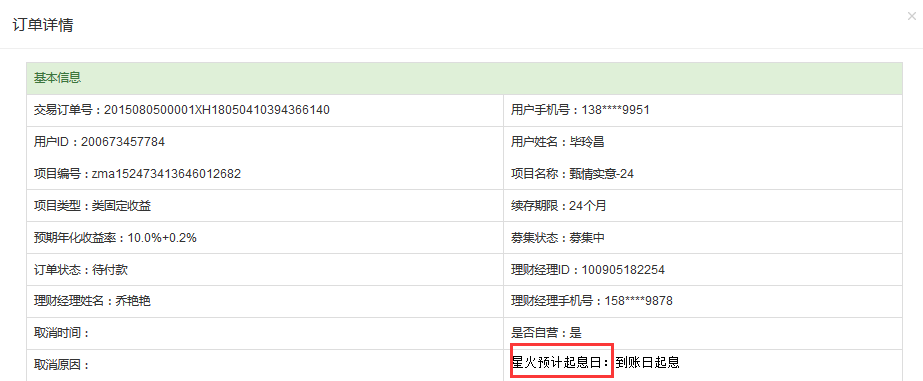 订单详情
×
基本信息
交易订单号：2015080500001XH18050410394366140
用户手机号：138****9951
用户ID：200673457784
用户姓名：毕玲昌
项目编号：zma152473413646012682
项目名称：甄情实意-24
项目类型：类固定收益
续存期限：24个月
预期年化收益率：10.0%+0.2%
募集状态：募集中
订单状态：待付款
理财经理ID：100905182254
理财经理姓名：乔艳艳
理财经理手机号：158****9878
取消时间：
是否自营：是
取消原因：
星火预计起息日：到账日起息